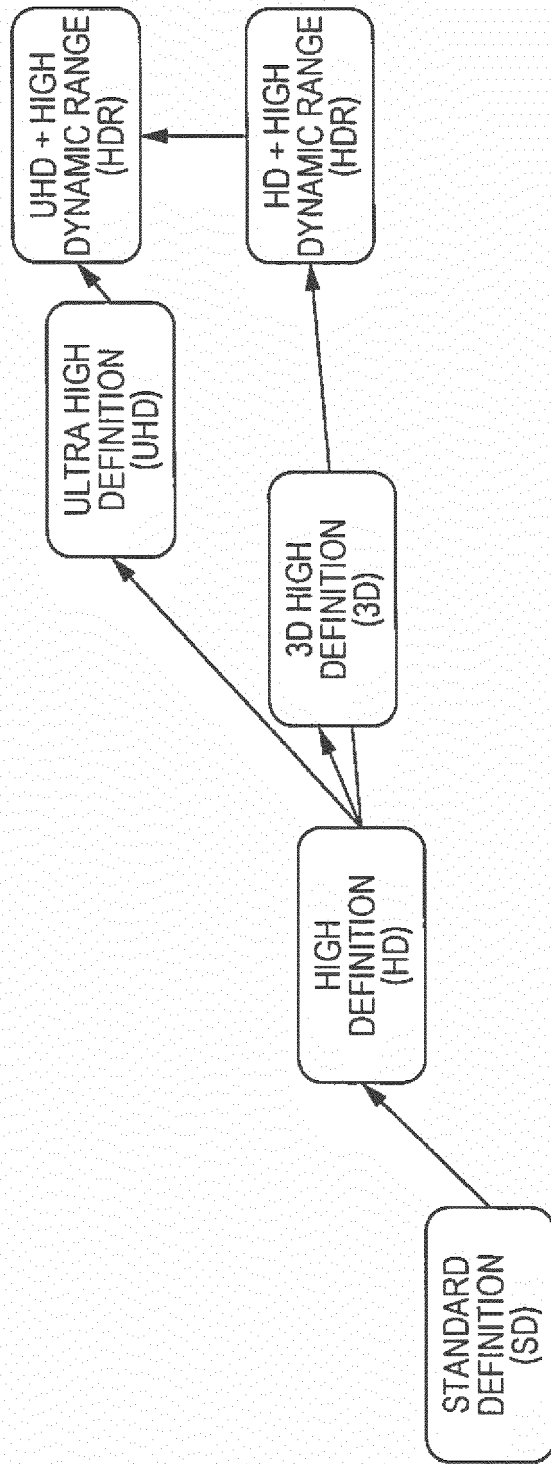 STANDARD
DEFINITION
(SD)
HIGH
DEFINITION
(HD)
3D HIGH
DEFINITION
(3D)
ULTRA HIGH
DEFINITION
(UHD)
UHD + HIGH
DYNAMIC RANGE
(HDR)
HD + HIGH
DYNAMIC RANGE
(HDR)